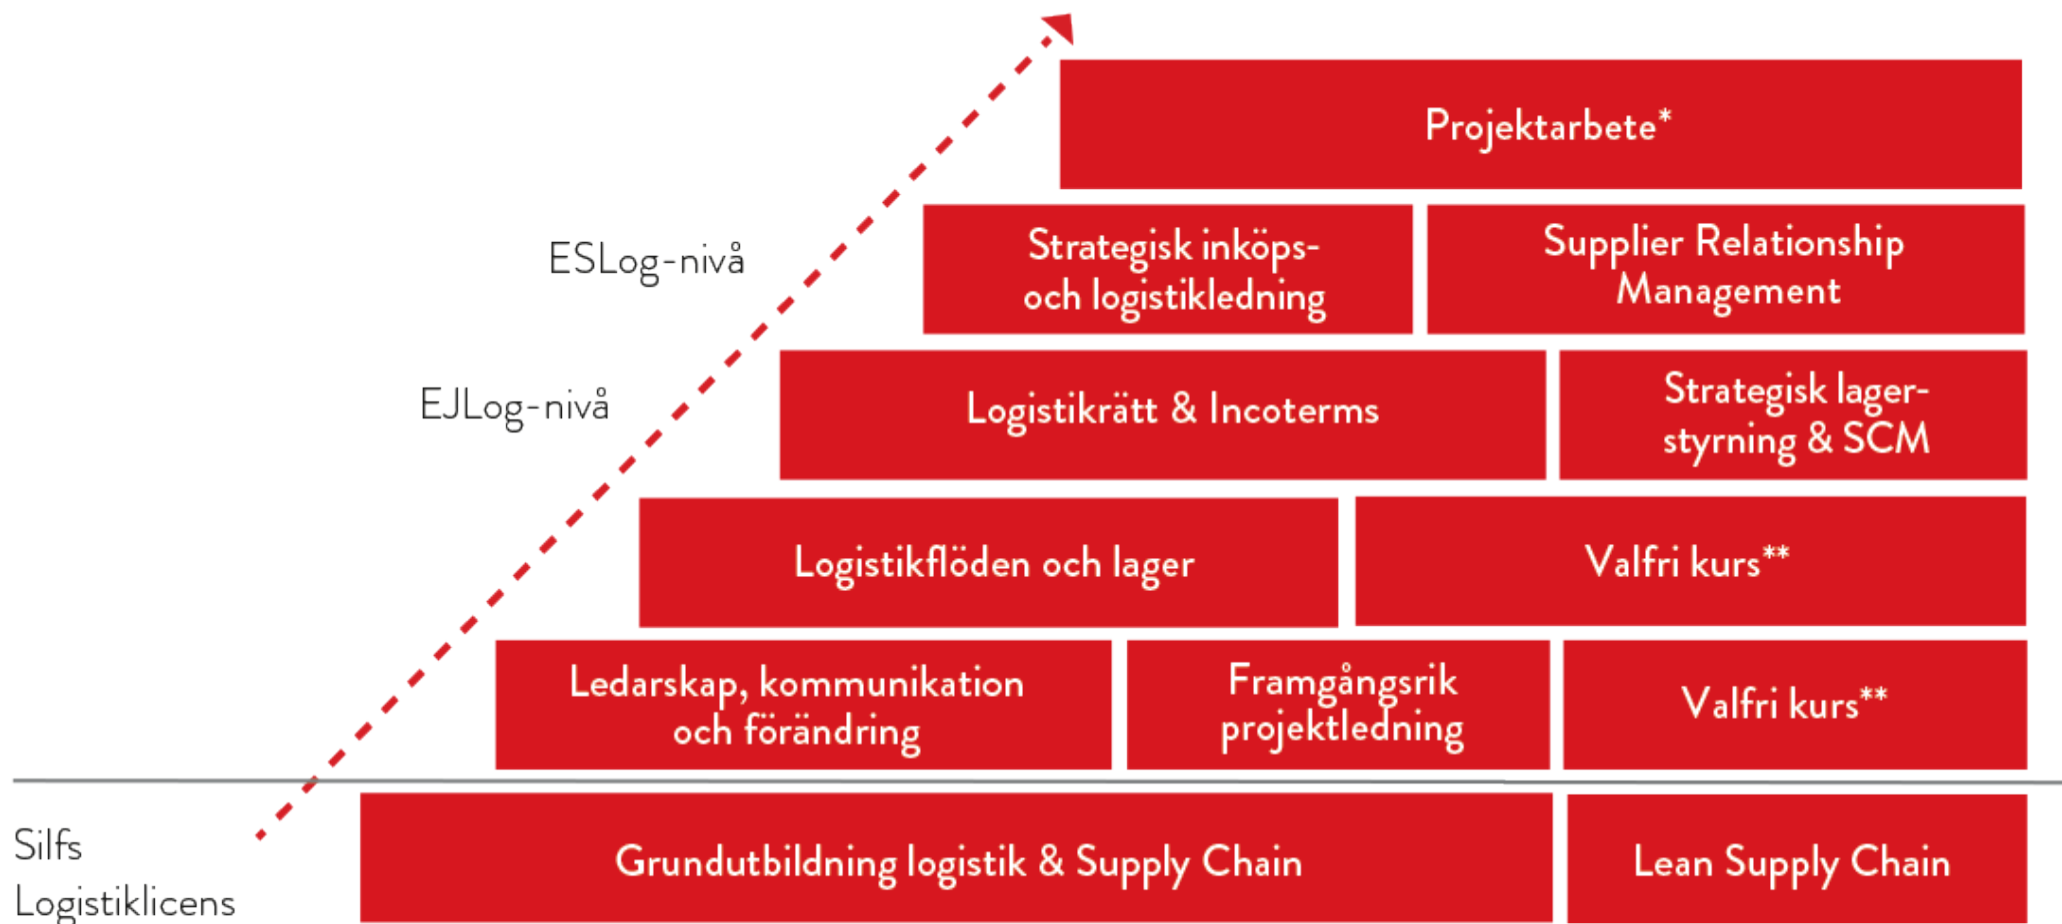 Projektarbete*
ESLog-nivå
Strategisk inköps-
och logistikledning
Supplier Relationship
Management
EJLog-nivå
Logistikrätt & Incoterms
Strategisk lager-
styrning & SCM
Logistikflöden och lager
Valfri kurs**
Ledarskap, kommunikation
och förändring
Framgångsrik
projektledning
Valfri kurs**
Silfs
Logistiklicens
Grundutbildning logistik & Supply Chain
Lean Supply Chain